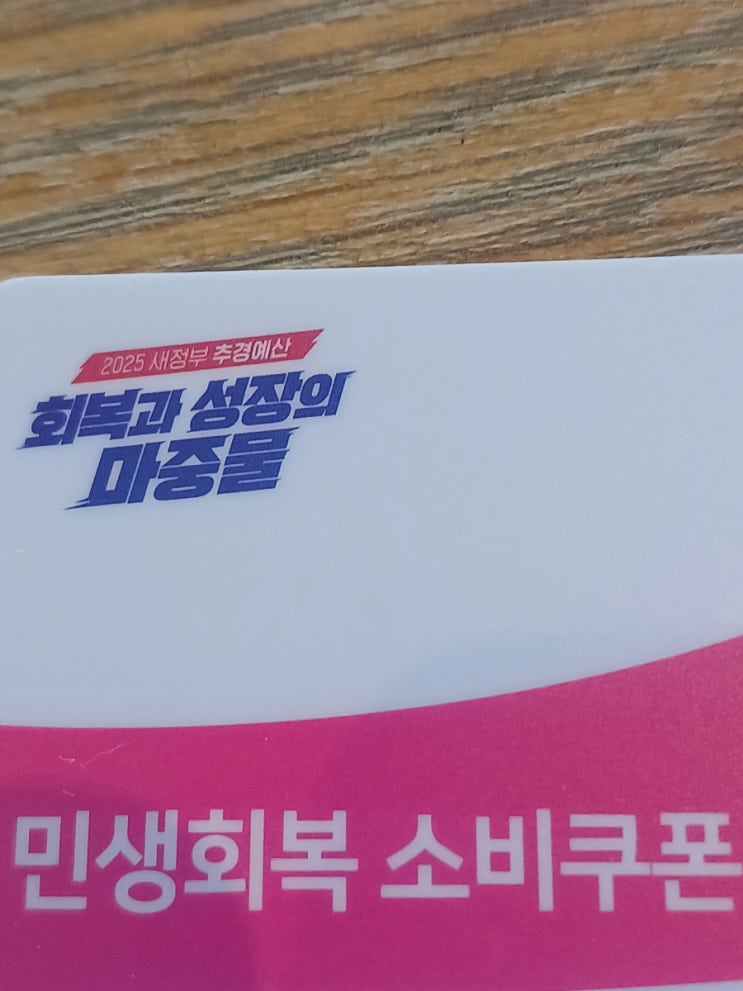 2025 새정부 추경예산
회복과 성장의
마중물
민생회복 소비쿠폰